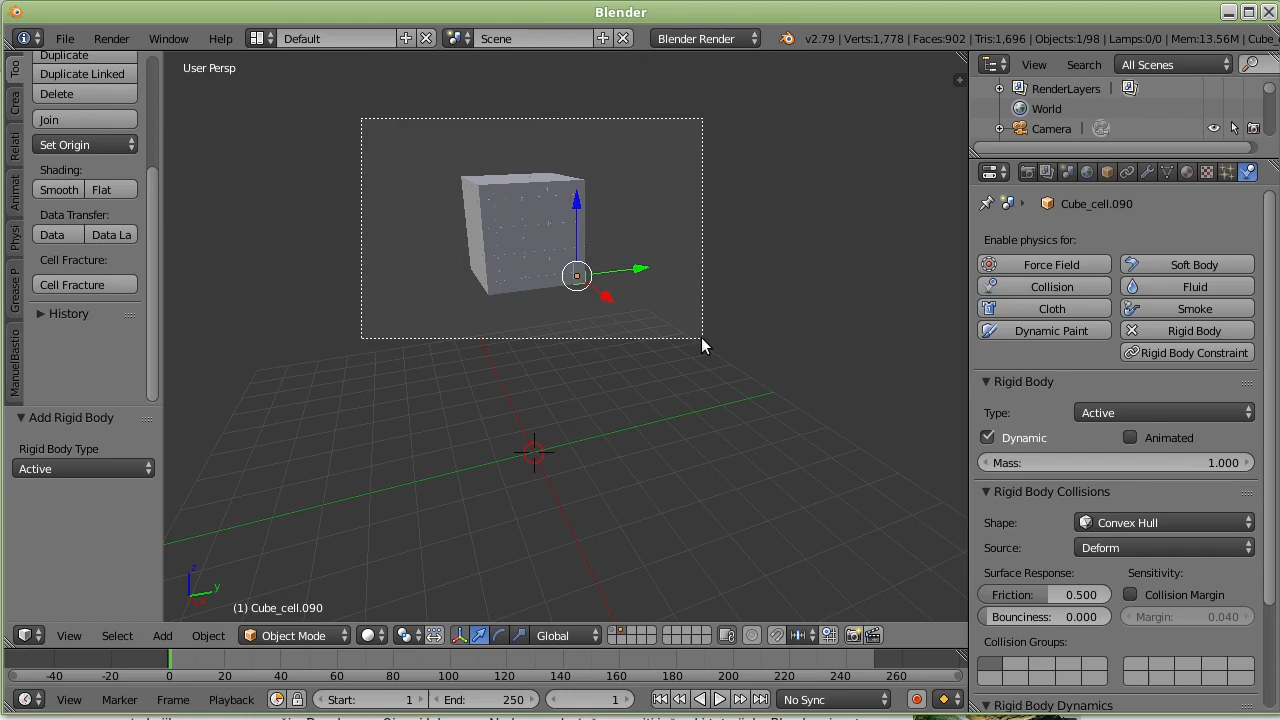 Blender
File Render Window Help Default Scene Blender Render v2.79 | Verts:1,778 | Faces:902 | Tris:1,696 | Objects:1/98 | Lamps:0/0 | Mem:13.56M | Cube_
User Persp
View Search All Scenes
RenderLayers
World
Camera
Too
Crea
Relati
Animat
Physi
Grease P
ManuelBastio
Duplicate
Duplicate Linked
Delete
Join
Set Origin
Shading:
Smooth Flat
Data Transfer:
Data Data La
Cell Fracture:
Cell Fracture
History
Add Rigid Body
Rigid Body Type
Active
z
y
(1) Cube_cell.090
Cube_cell.090
Enable physics for:
Force Field Soft Body
Collision Fluid
Cloth Smoke
Dynamic Paint Rigid Body
Rigid Body Constraint
Rigid Body
Type: Active
Dynamic Animated
Mass: 1.000
Rigid Body Collisions
Shape: Convex Hull
Source: Deform
Surface Response: Sensitivity:
Friction: 0.500 Collision Margin
Bounciness: 0.000 Margin: 0.040
Collision Groups:
Rigid Body Dynamics
View Select Add Object Object Mode Global
-40 -20 0 20 40 60 80 100 120 140 160 180 200 220 240 260
View Marker Frame Playback Start: 1 End: 250 1 No Sync